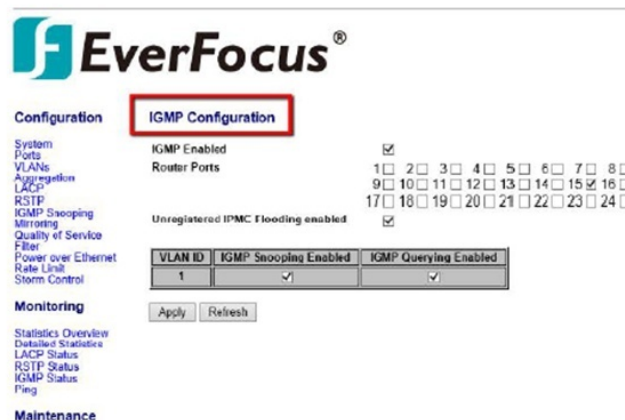 EverFocus®
Configuration
System
Ports
VLANs
Aggregation
LACP
RSTP
IGMP Snooping
Mirroring
Quality of Service
Filter
Power over Ethernet
Rate Limit
Storm Control
Monitoring
Statistics Overview
Detailed Statistics
LACP Status
RSTP Status
IGMP Status
Ping
Maintenance
IGMP Configuration
IGMP Enabled
Router Ports
1 2 3 4 5 6 7 8
9 10 11 12 13 14 15 16
17 18 19 20 21 22 23 24
Unregistered IPMC Flooding enabled
VLAN ID IGMP Snooping Enabled IGMP Querying Enabled
1
Apply Refresh